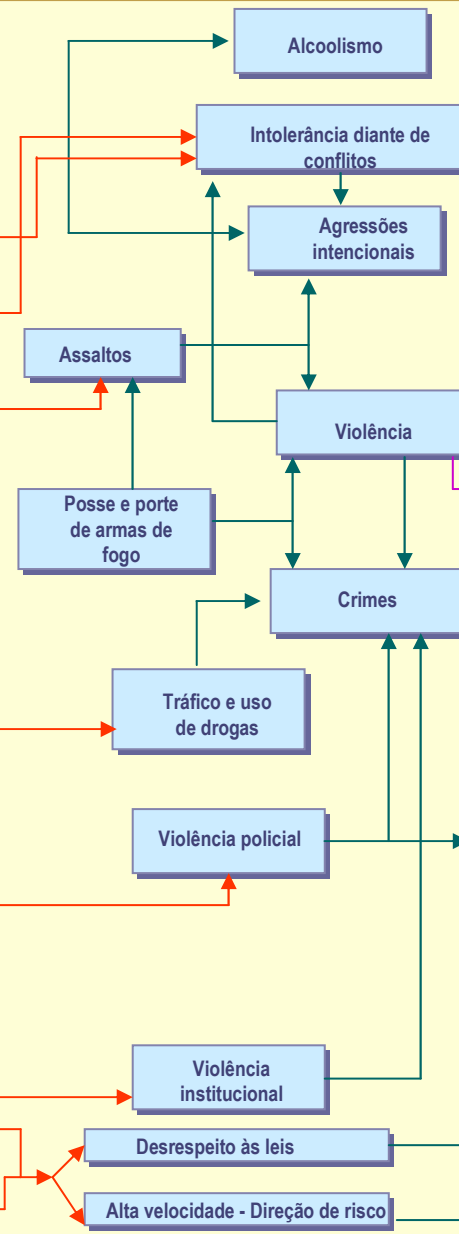 Alcoolismo
Intolerância diante de
conflitos
Agressões
intencionais
Assaltos
Violência
Posse e porte
de armas de
fogo
Crimes
Tráfico e uso
de drogas
Violência policial
Violência
institucional
Desrespeito às leis
Alta velocidade - Direção de risco